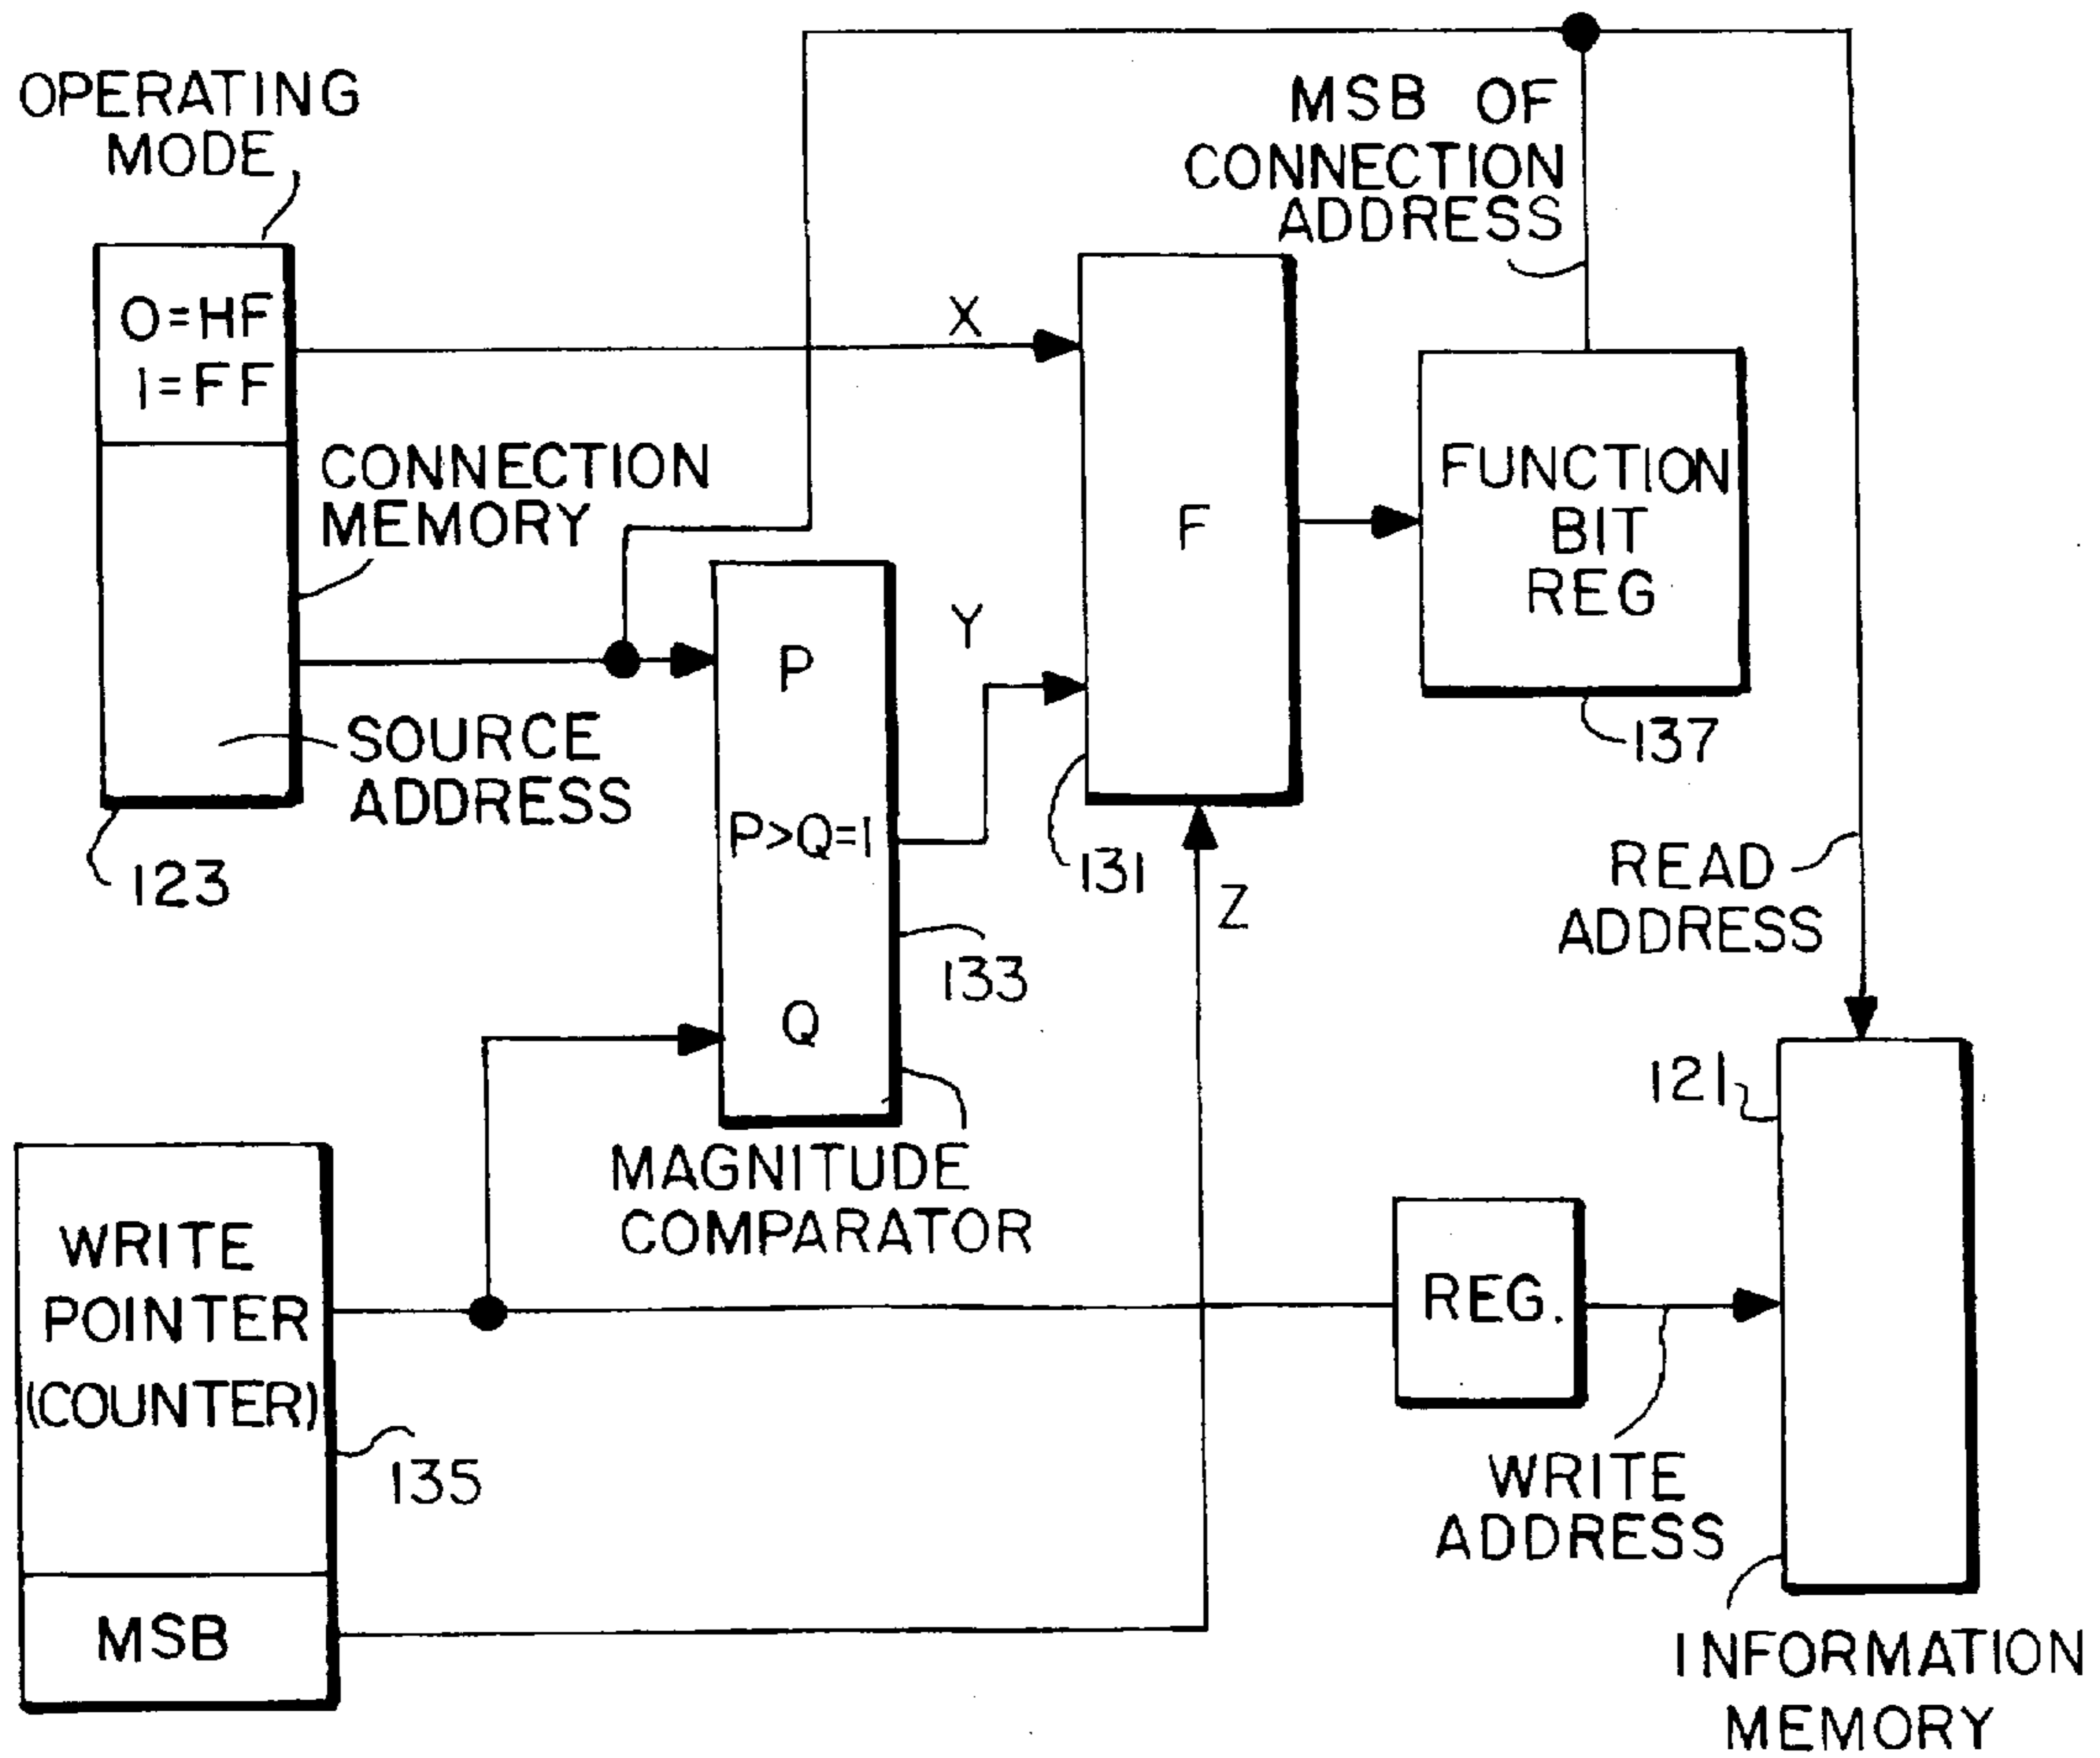 OPERATING
MODE
0=HF
1=FF
CONNECTION
MEMORY
SOURCE
ADDRESS
123
X
MSB OF
CONNECTION
ADDRESS
F
FUNCTION
BIT
REG
137
P
P>Q=1
Q
Y
131
Z
133
MAGNITUDE
COMPARATOR
READ
ADDRESS
121
WRITE
POINTER
(COUNTER)
135
MSB
REG.
WRITE
ADDRESS
INFORMATION
MEMORY